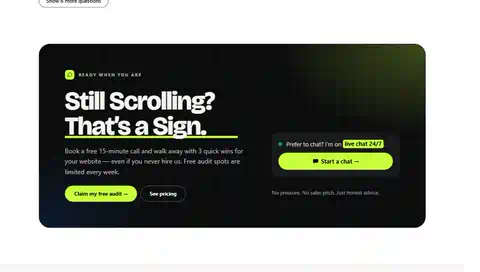 Show 6 more questions
READY WHEN YOU ARE
Still Scrolling?
That's a Sign.
Book a free 15-minute call and walk away with 3 quick wins for
your website — even if you never hire us. Free audit spots are
limited every week.
Claim my free audit →
See pricing
Prefer to chat? I'm on live chat 24/7
Start a chat →
No pressure. No sales pitch. Just honest advice.